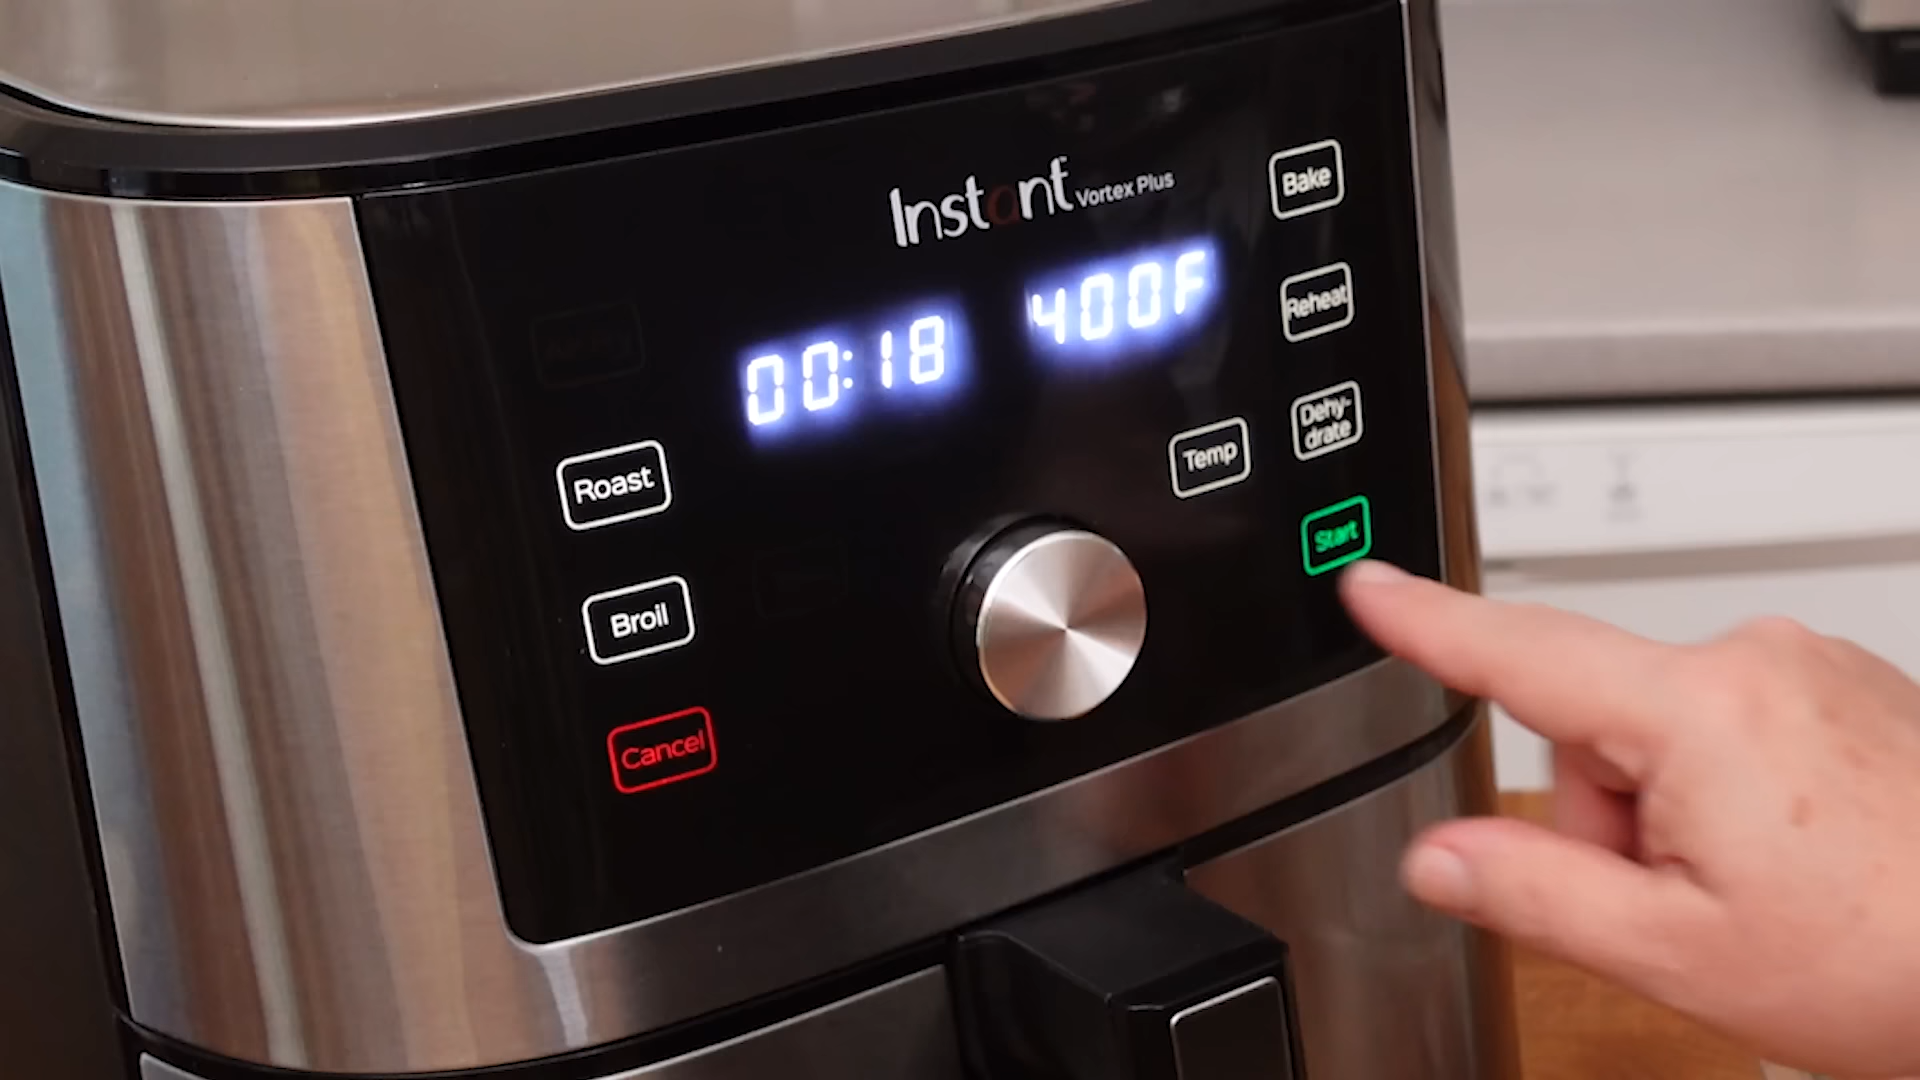 Instant Vortex Plus
00:18 400F
Bake
Reheat
Dehy-
drate
Temp
Start
Roast
Broil
Cancel